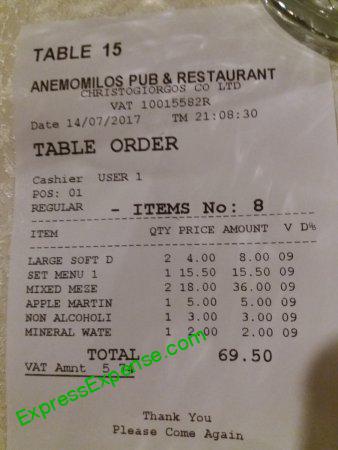 TABLE 15
ANEMOMILOS PUB & RESTAURANT
CHRISTOGIORGOS CO LTD
VAT 10015582R
Date 14/07/2017 TM 21:08:30
TABLE ORDER
Cashier USER 1
POS: 01
REGULAR - ITEMS No: 8
ITEM QTY PRICE AMOUNT V D%
LARGE SOFT D 2 4.00 8.00 09
SET MENU 1 1 15.50 15.50 09
MIXED MEZE 2 18.00 36.00 09
APPLE MARTIN 1 5.00 5.00 09
NON ALCOHOLI 1 3.00 3.00 09
MINERAL WATE 1 2.00 2.00 09
TOTAL 69.50
VAT Amnt 5.74
ExpressExpense.com
Thank You
Please Come Again